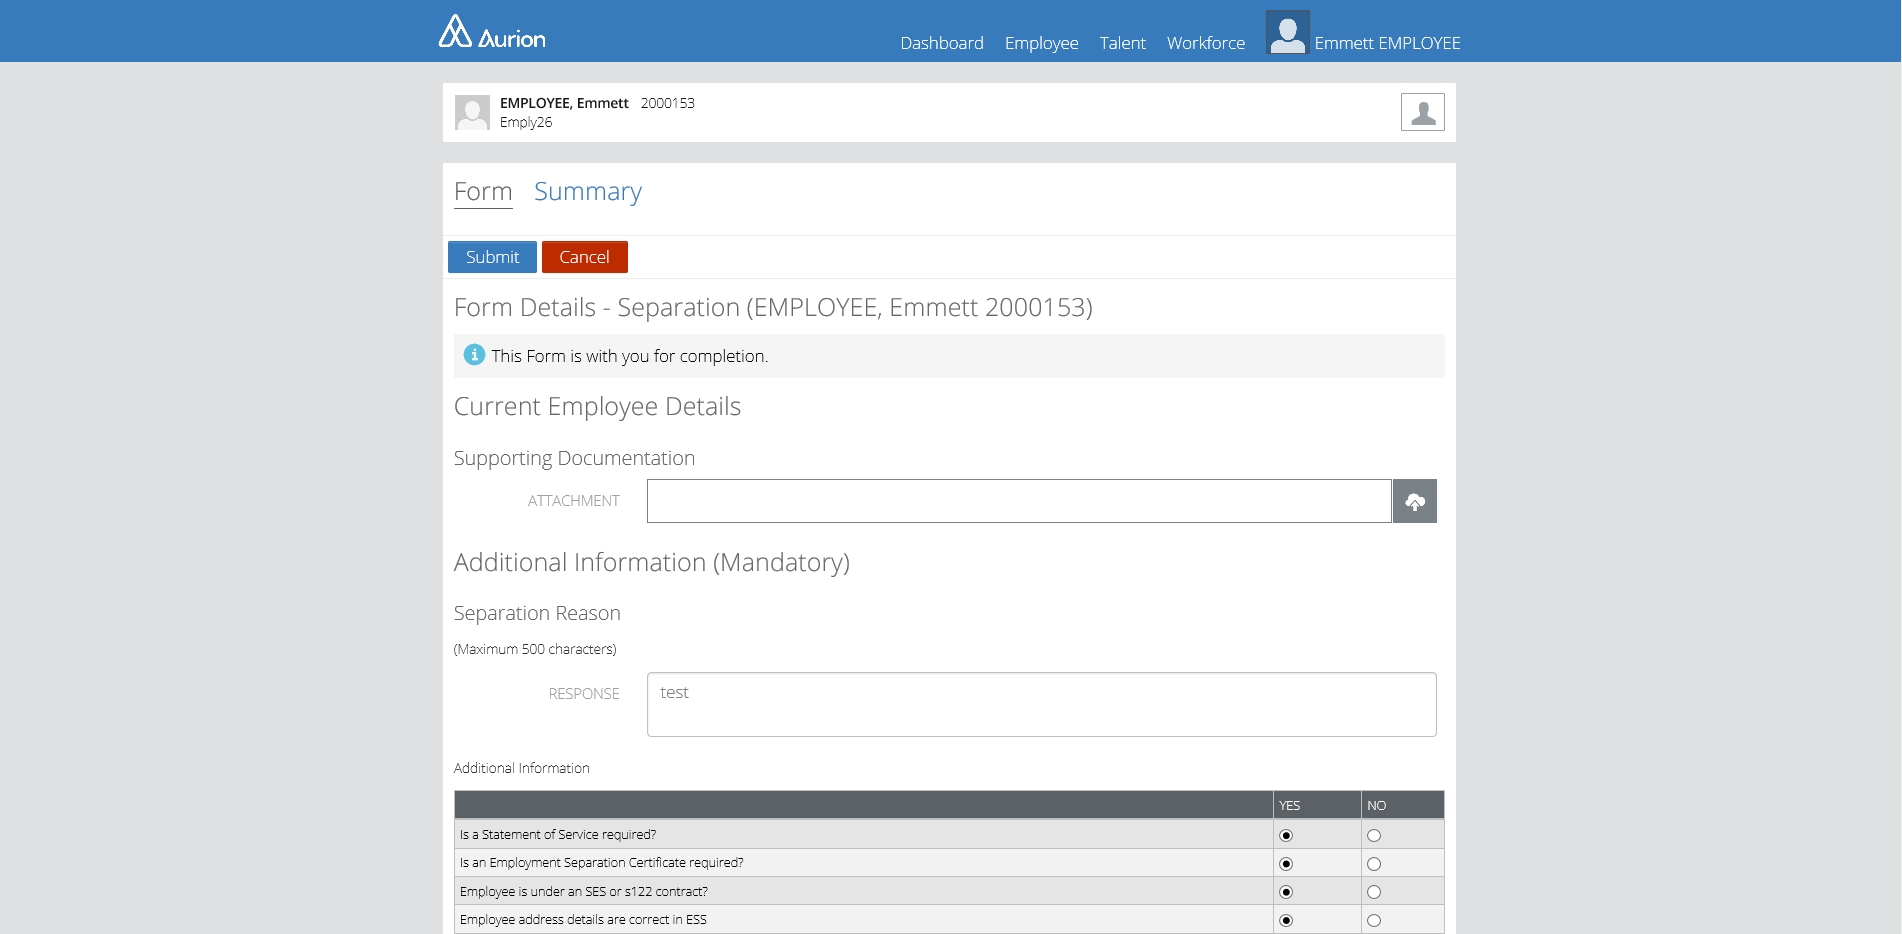 Aurion
Dashboard Employee Talent Workforce Emmett EMPLOYEE
EMPLOYEE, Emmett 2000153
Emply26
Form Summary
Submit Cancel
Form Details - Separation (EMPLOYEE, Emmett 2000153)
This Form is with you for completion.
Current Employee Details
Supporting Documentation
ATTACHMENT
Additional Information (Mandatory)
Separation Reason
(Maximum 500 characters)
RESPONSE test
Additional Information
YES NO
Is a Statement of Service required?
Is an Employment Separation Certificate required?
Employee is under an SES or s122 contract?
Employee address details are correct in ESS